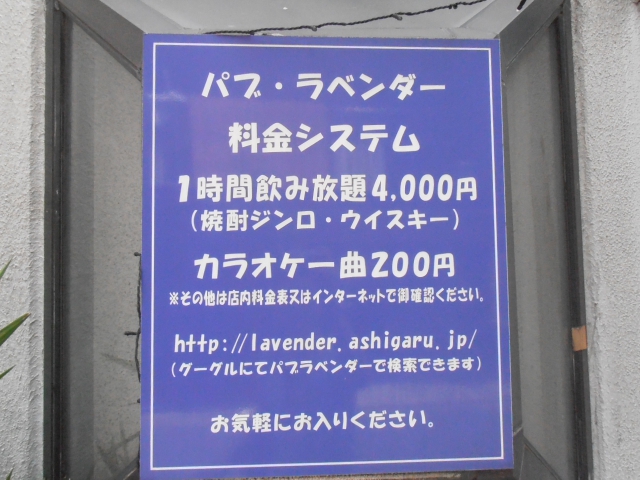 パブ・ラベンダー
料金システム
1時間飲み放題4,000円
(焼酎ジンロ・ウイスキー)
カラオケ一曲200円
※その他は店内料金表又はインターネットで御確認ください。
http://lavender.ashigaru.jp/
(グーグルにてパブラベンダーで検索できます)
お気軽にお入りください。